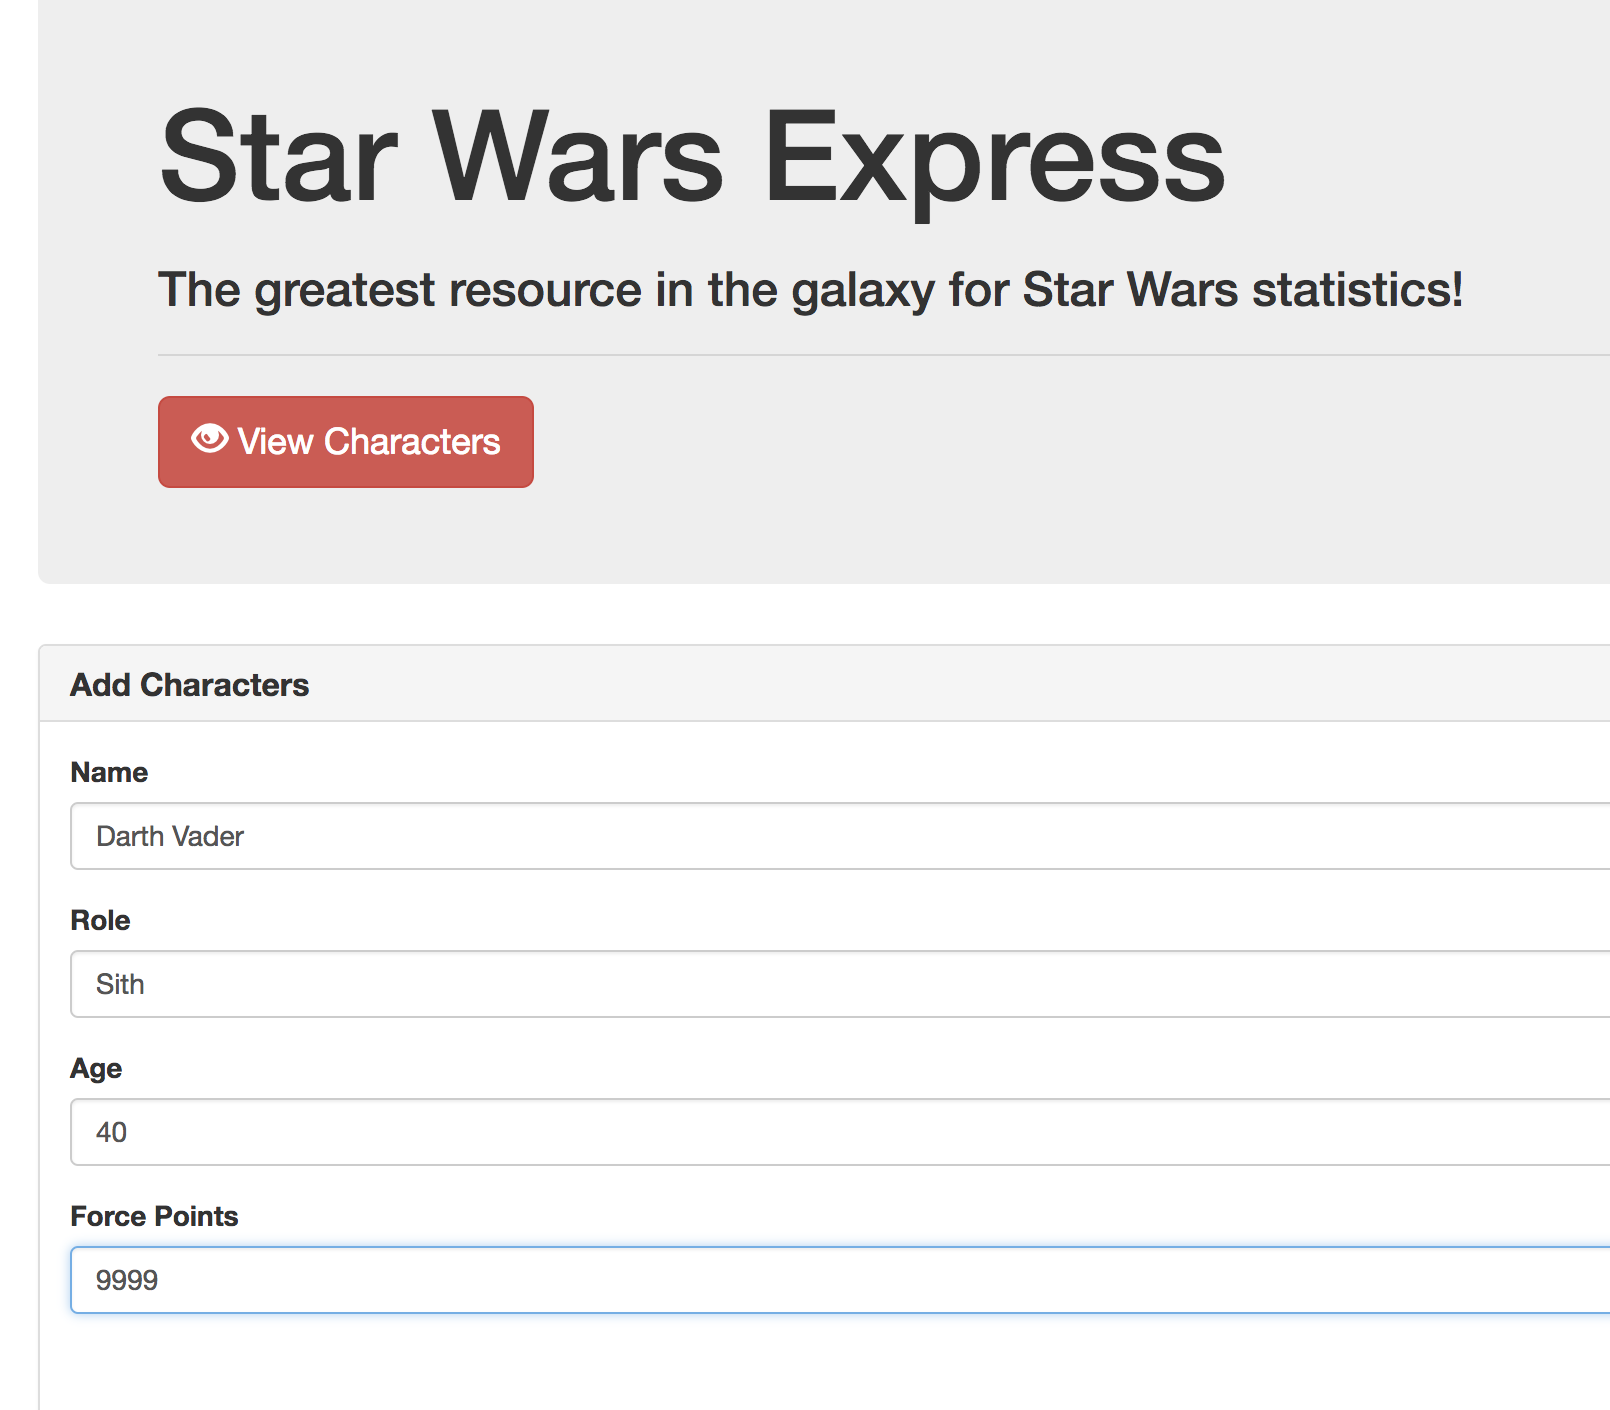 Star Wars Express
The greatest resource in the galaxy for Star Wars statistics!
View Characters
Add Characters
Name
Darth Vader
Role
Sith
Age
40
Force Points
9999